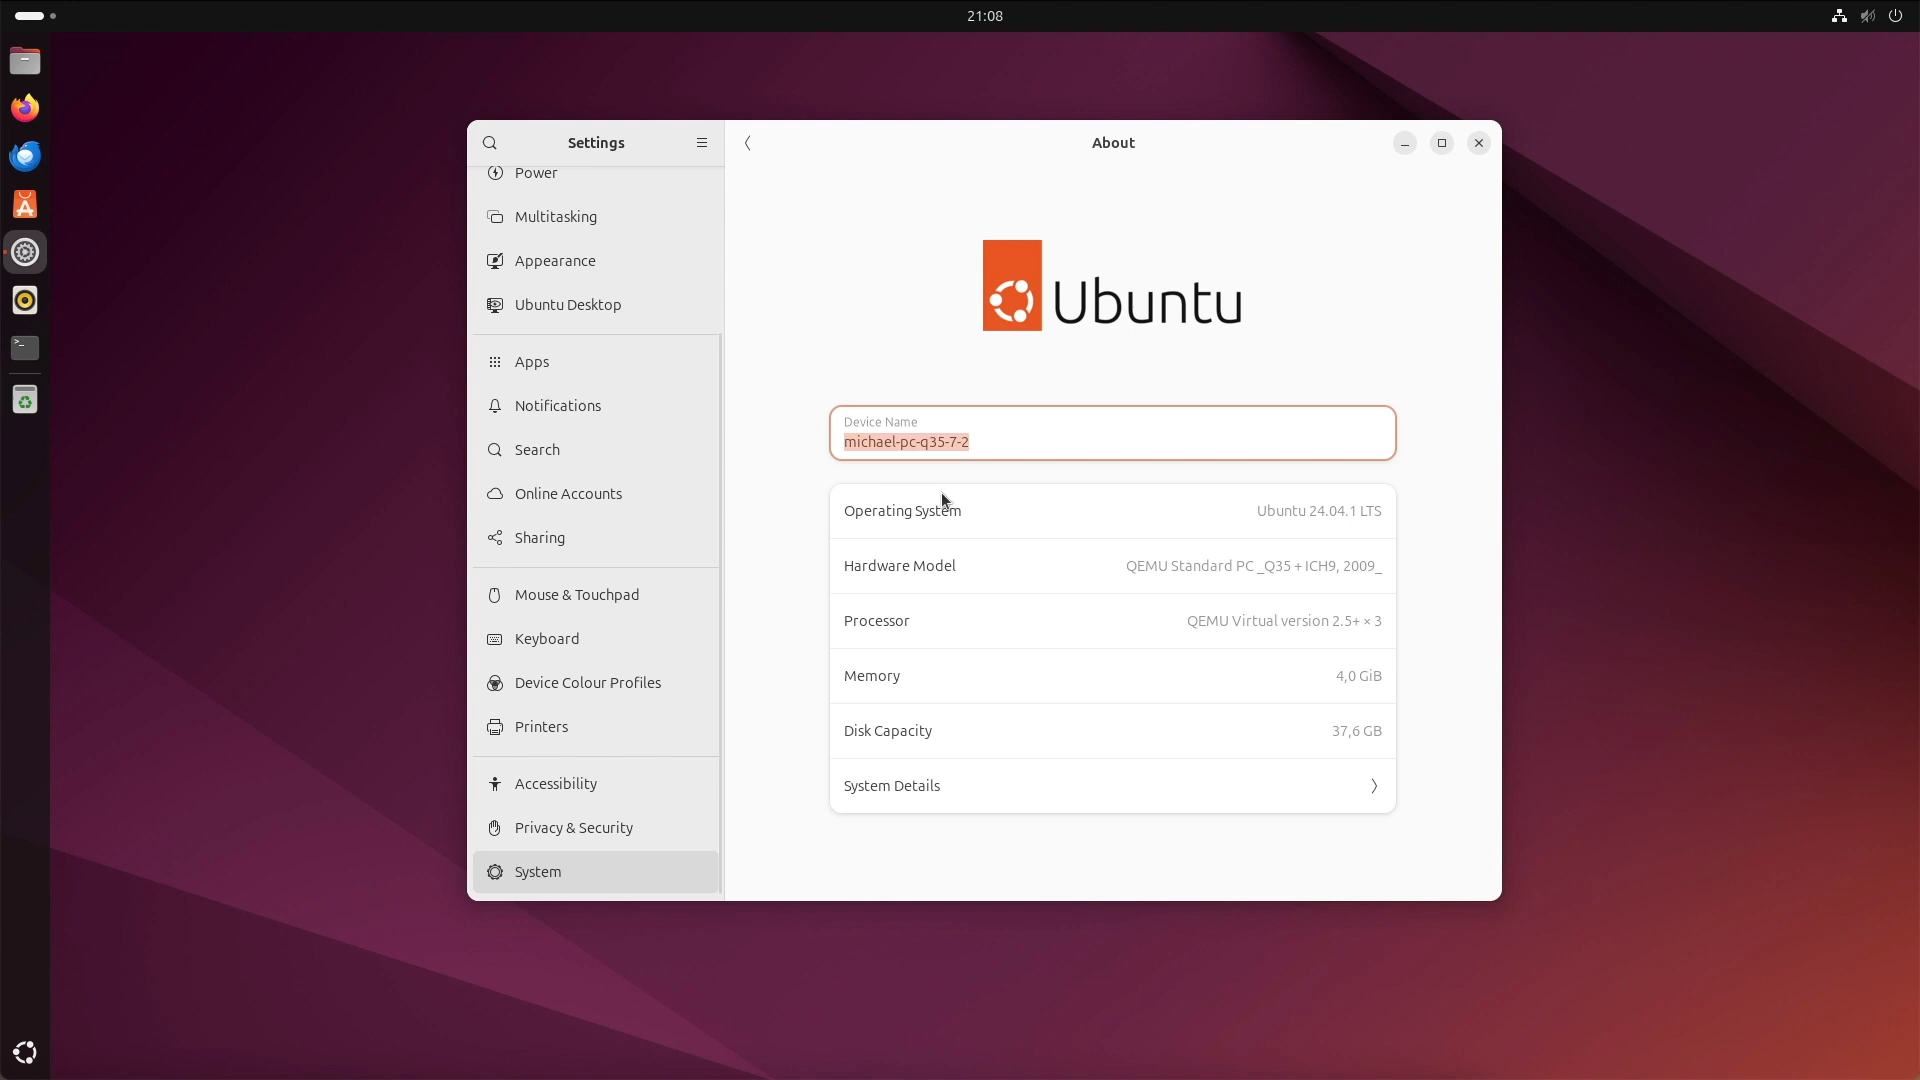 21:08
Settings
About
Power
Multitasking
Appearance
Ubuntu Desktop
Apps
Notifications
Search
Online Accounts
Sharing
Mouse & Touchpad
Keyboard
Device Colour Profiles
Printers
Accessibility
Privacy & Security
System
Ubuntu
Device Name
michael-pc-q35-7-2
Operating System Ubuntu 24.04.1 LTS
Hardware Model QEMU Standard PC _Q35 + ICH9, 2009_
Processor QEMU Virtual version 2.5+ × 3
Memory 4,0 GiB
Disk Capacity 37,6 GB
System Details